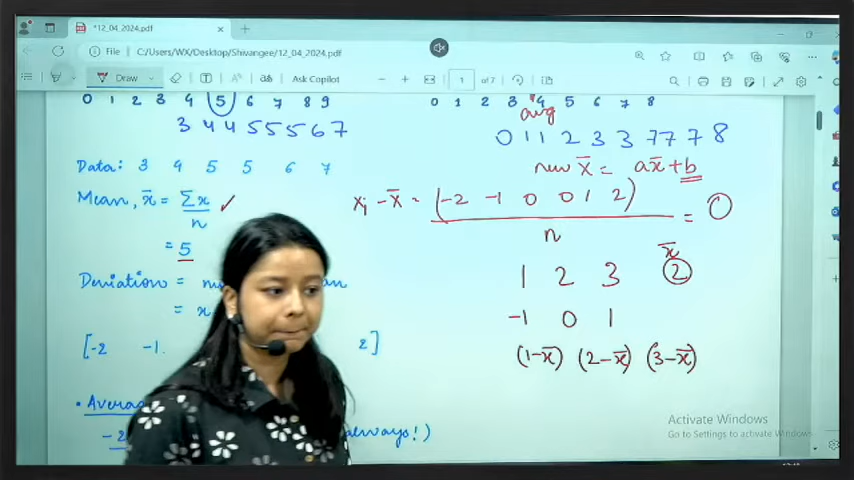 *12_04_2024.pdf
File C:/Users/WX/Desktop/Shivangee/12_04_2024.pdf
Draw Ask Copilot 1 of 7
0 1 2 3 4 5 6 7 8 9
3 4 4 5 5 5 6 7
0 1 2 3 4 5 6 7 8
avg
0 1 1 2 3 3 7 7 7 8
new x̄ = ax̄ + b
Data: 3 4 5 5 6 7
Mean, x̄ = Σx / n ✓
= 5
xᵢ - x̄ = (-2 -1 0 0 1 2) / n = 0
Deviation =
= x
[-2 -1. 2]
x̄
1 2 3 2
-1 0 1
(1-x̄) (2-x̄) (3-x̄)
• Avera
-2 always!)
Activate Windows
Go to Settings to activate Windows.